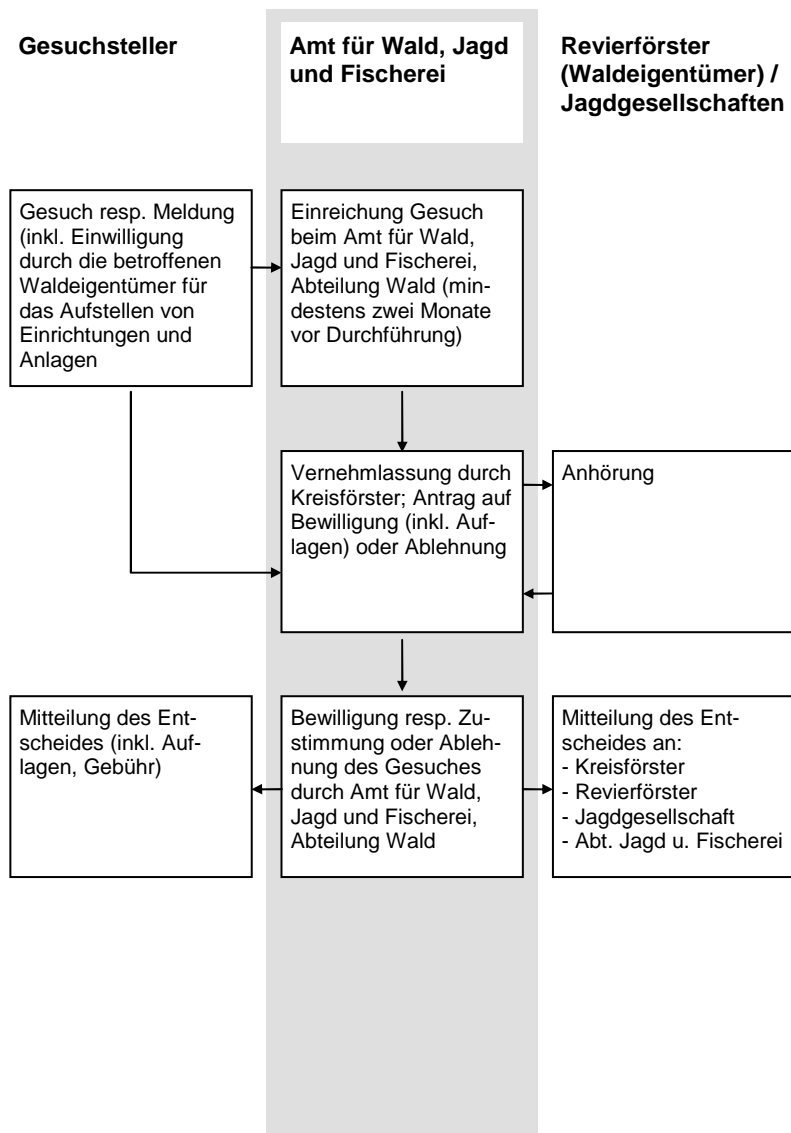 Gesuchsteller
Amt für Wald, Jagd
und Fischerei
Revierförster
(Waldeigentümer) /
Jagdgesellschaften
Gesuch resp. Meldung
(inkl. Einwilligung
durch die betroffenen
Waldeigentümer für
das Aufstellen von
Einrichtungen und
Anlagen
Einreichung Gesuch
beim Amt für Wald,
Jagd und Fischerei,
Abteilung Wald (min-
destens zwei Monate
vor Durchführung)
Vernehmlassung durch
Kreisförster; Antrag auf
Bewilligung (inkl. Auf-
lagen) oder Ablehnung
Anhörung
Mitteilung des Ent-
scheides (inkl. Auf-
lagen, Gebühr)
Bewilligung resp. Zu-
stimmung oder Ableh-
nung des Gesuches
durch Amt für Wald,
Jagd und Fischerei,
Abteilung Wald
Mitteilung des Ent-
scheides an:
- Kreisförster
- Revierförster
- Jagdgesellschaft
- Abt. Jagd u. Fischerei